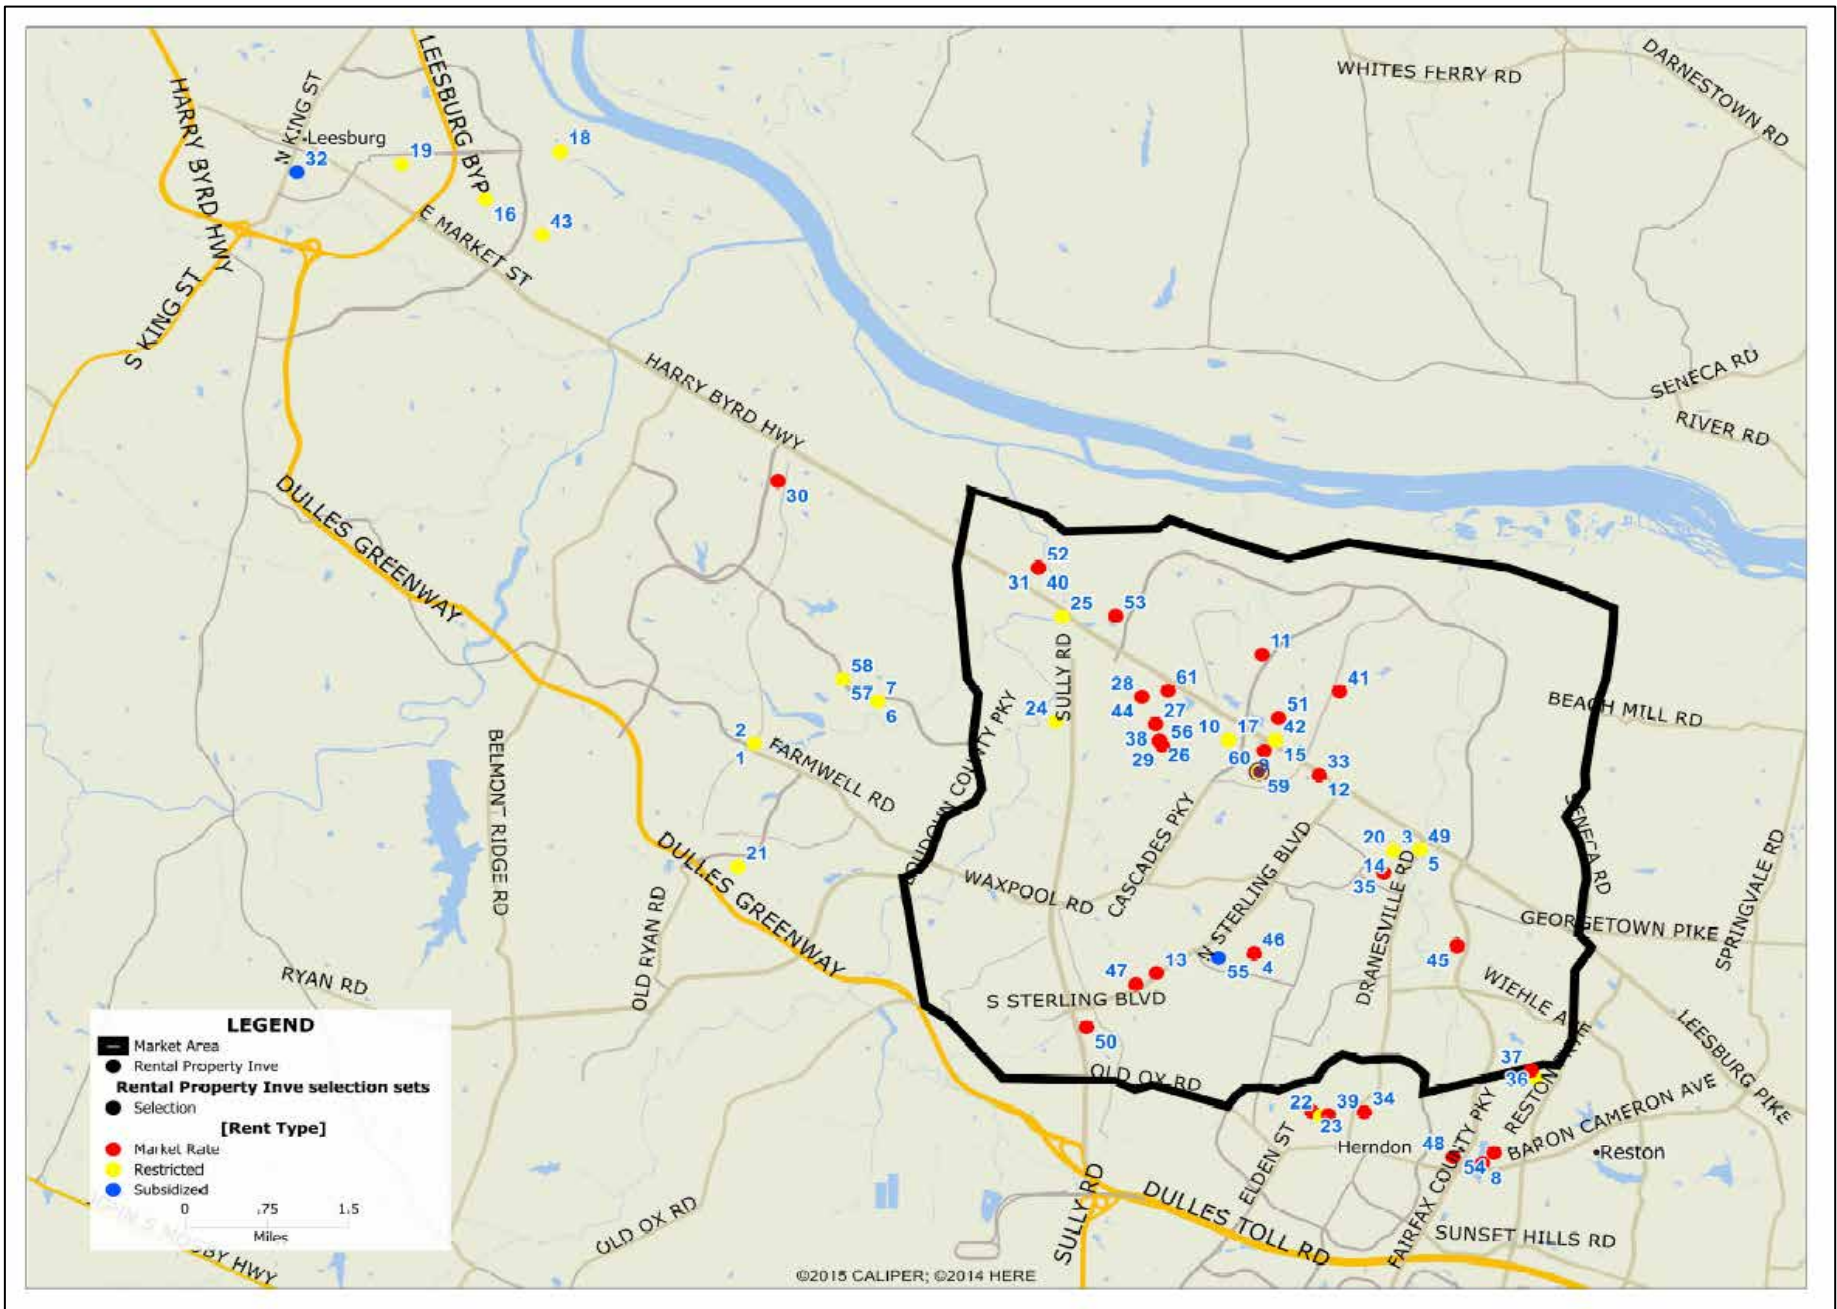 WHITES FERRY RD
DARNESTOWN RD
HARRY BYRD HWY
N KING ST
LEESBURG BYP
Leesburg
32
19
18
16
43
E MARKET ST
S KING ST
HARRY BYRD HWY
SENECA RD
RIVER RD
30
DULLES GREENWAY
52
31
40
25
53
SULLY RD
11
58
57
7
6
28
61
41
44
27
51
24
10
17
42
56
38
29
26
60
15
9
59
33
12
BEACH MILL RD
2
1
FARMWELL RD
LOUDOUN COUNTY PKY
BELMONT RIDGE RD
CASCADES PKY
SENECA RD
SPRINGVALE RD
20
3
49
5
14
35
21
DULLES GREENWAY
WAXPOOL RD
N STERLING BLVD
DRANESVILLE RD
GEORGETOWN PIKE
OLD RYAN RD
RYAN RD
46
4
55
45
47
13
S STERLING BLVD
WIEHLE AVE
LEESBURG PIKE
50
OLD OX RD
37
36
RESTON
BARON CAMERON AVE
22
39
34
23
Herndon
ELDEN ST
48
54
8
Reston
FAIRFAX COUNTY PKY
SULLY RD
DULLES TOLL RD
SUNSET HILLS RD
OLD OX RD
LEGEND
Market Area
Rental Property Inve
Rental Property Inve selection sets
Selection
[Rent Type]
Market Rate
Restricted
Subsidized
0 .75 1.5
Miles
MOSBY HWY
©2015 CALIPER; ©2014 HERE